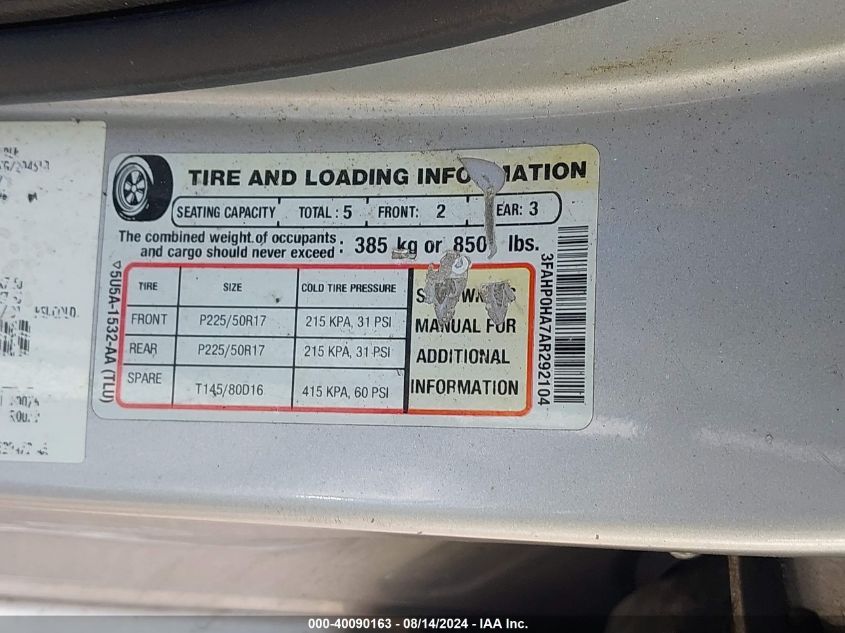 TIRE AND LOADING INFO ATION
SEATING CAPACITY TOTAL : 5 FRONT: 2 EAR: 3
The combined weight of occupants and cargo should never exceed : 385 kg or 850 lbs.
TIRE SIZE COLD TIRE PRESSURE
FRONT P225/50R17 215 KPA, 31 PSI
REAR P225/50R17 215 KPA, 31 PSI
SPARE T145/80D16 415 KPA, 60 PSI
MANUAL FOR
ADDITIONAL
INFORMATION
5U5A-1532-AA (TLU)
3FAHP0HA7AR292104
000-40090163 - 08/14/2024 - IAA Inc.